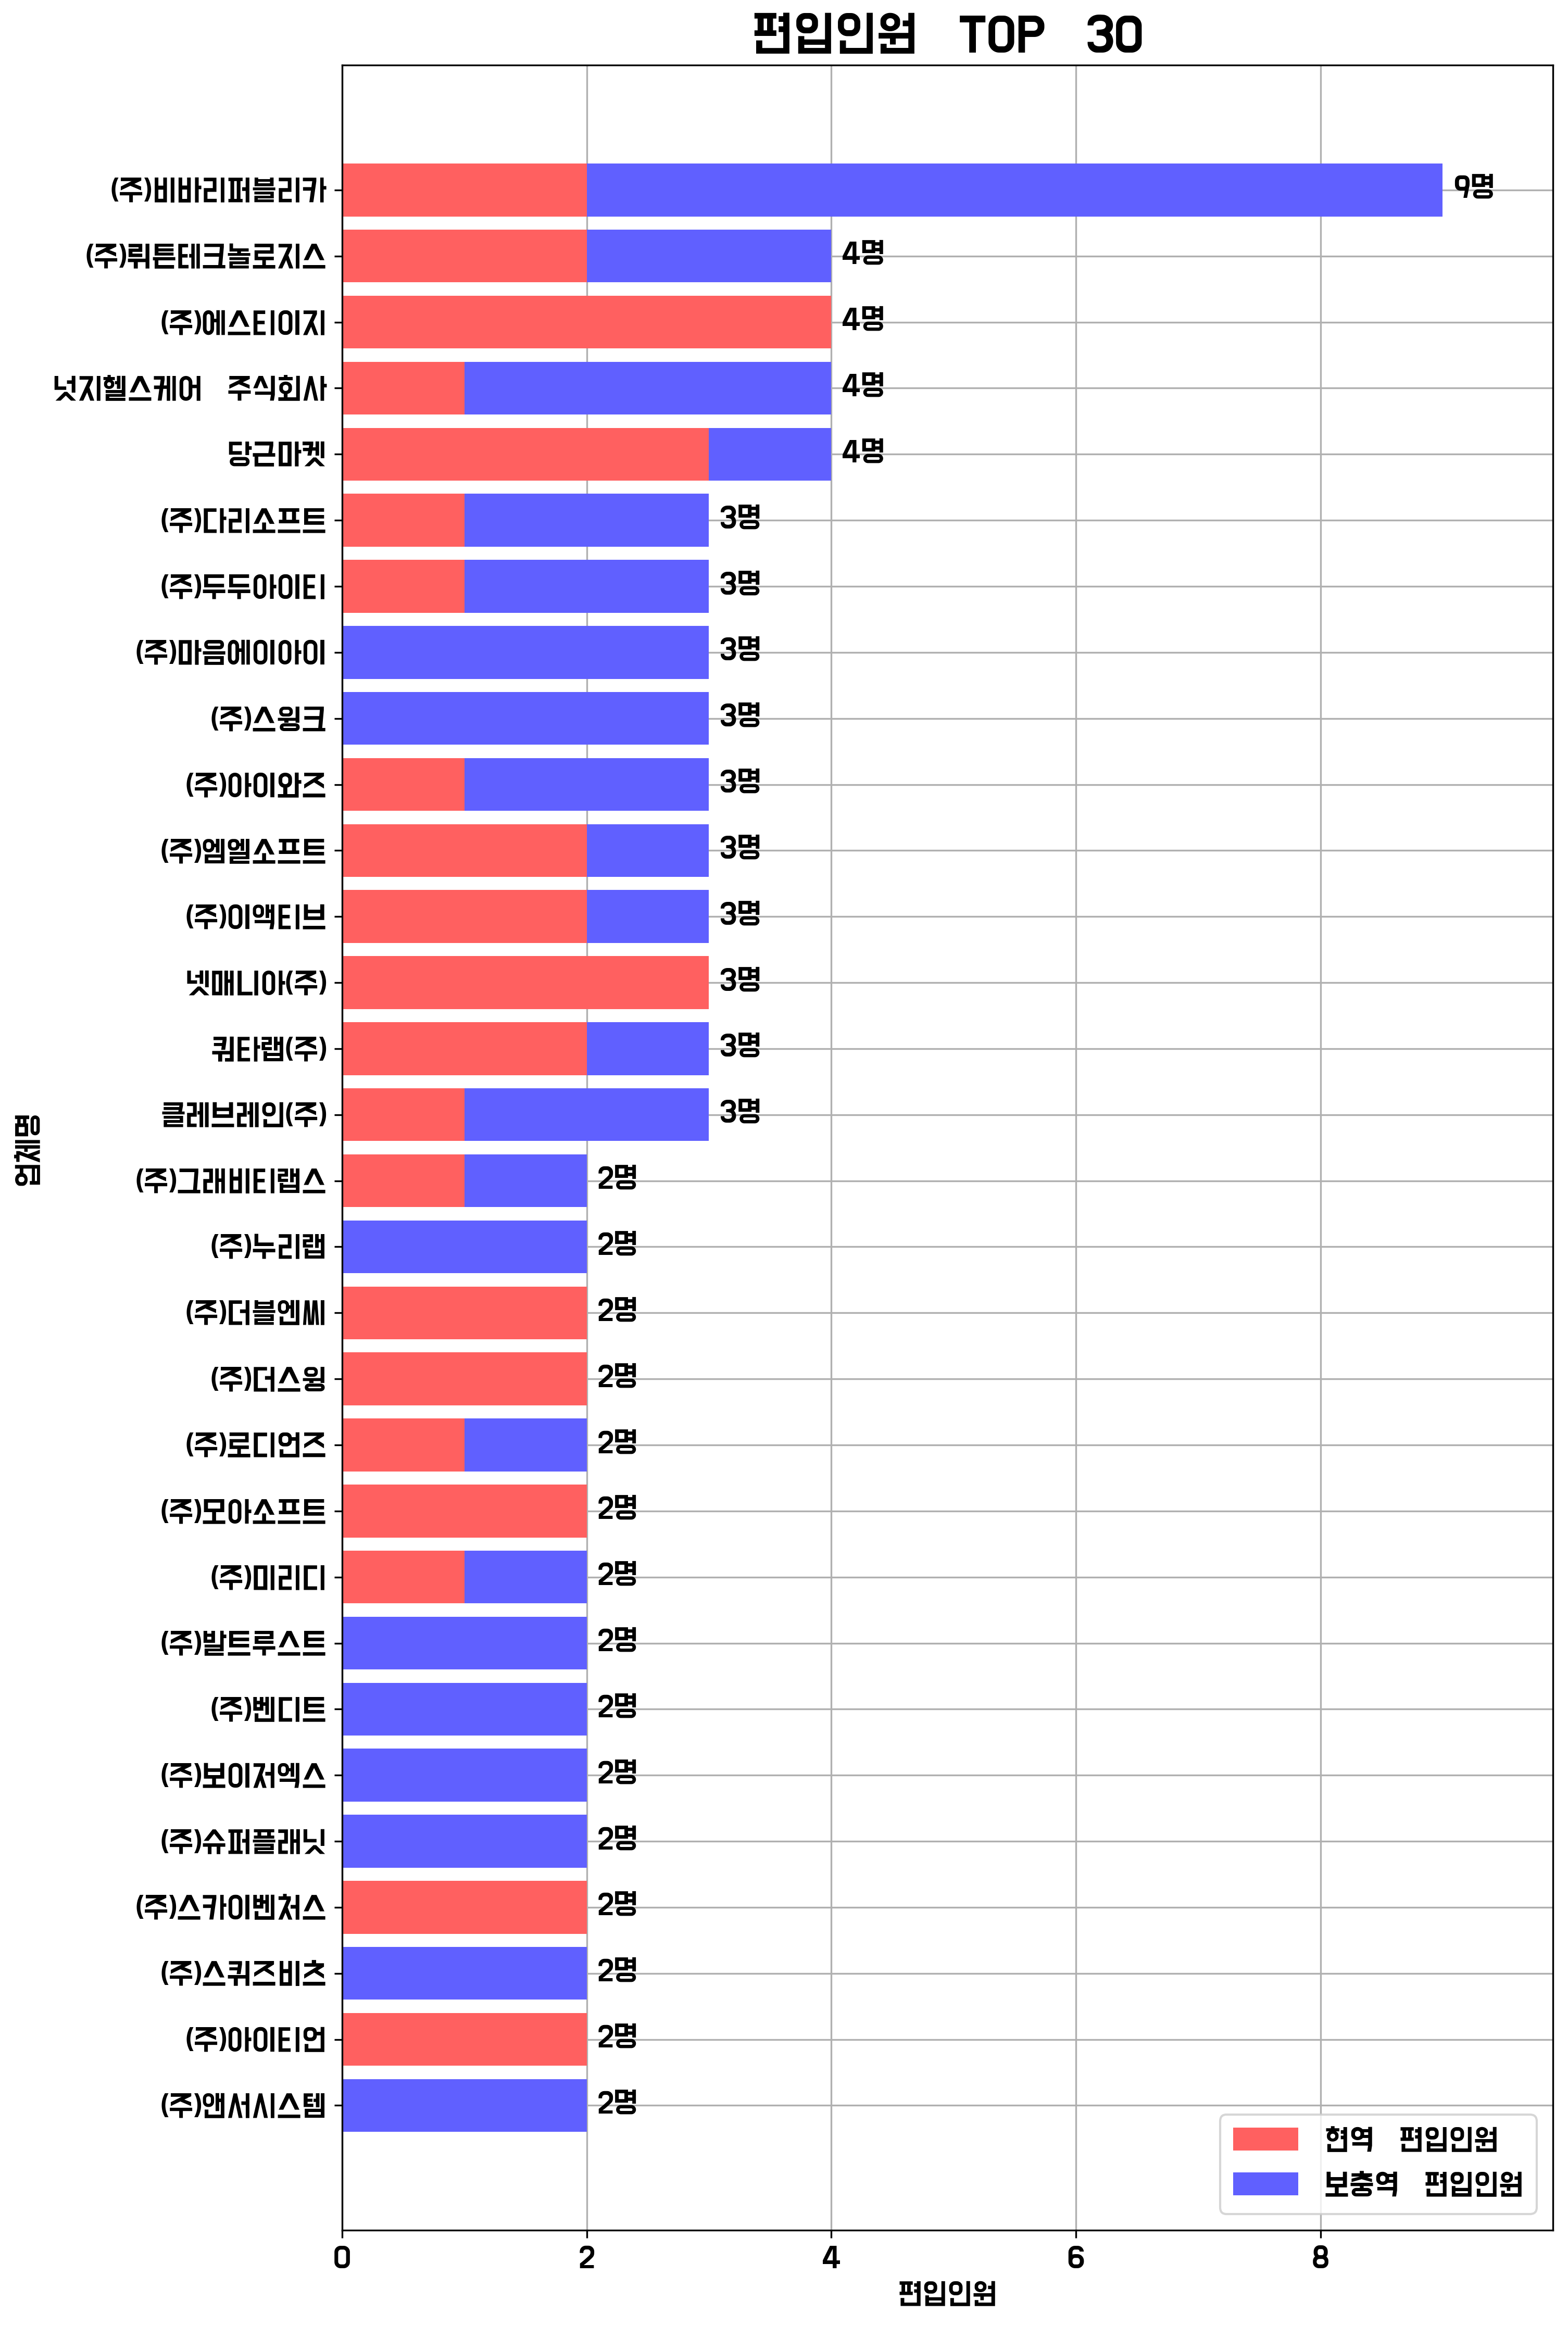 편입인원 TOP 30
(주)비바리퍼블리카 9명
(주)뤼튼테크놀로지스 4명
(주)에스티이지 4명
넛지헬스케어 주식회사 4명
당근마켓 4명
(주)다리소프트 3명
(주)두두아이티 3명
(주)마음에이아이 3명
(주)스윙크 3명
(주)아이와즈 3명
(주)엠엘소프트 3명
(주)이액티브 3명
넷매니아(주) 3명
쿼타랩(주) 3명
클레브레인(주) 3명
(주)그래비티랩스 2명
(주)누리랩 2명
(주)더블엔씨 2명
(주)더스윙 2명
(주)로디언즈 2명
(주)모아소프트 2명
(주)미리디 2명
(주)발트루스트 2명
(주)벤디트 2명
(주)보이저엑스 2명
(주)슈퍼플래닛 2명
(주)스카이벤처스 2명
(주)스퀴즈비츠 2명
(주)아이티언 2명
(주)앤서시스템 2명
업체명
현역 편입인원
보충역 편입인원
0 2 4 6 8
편입인원